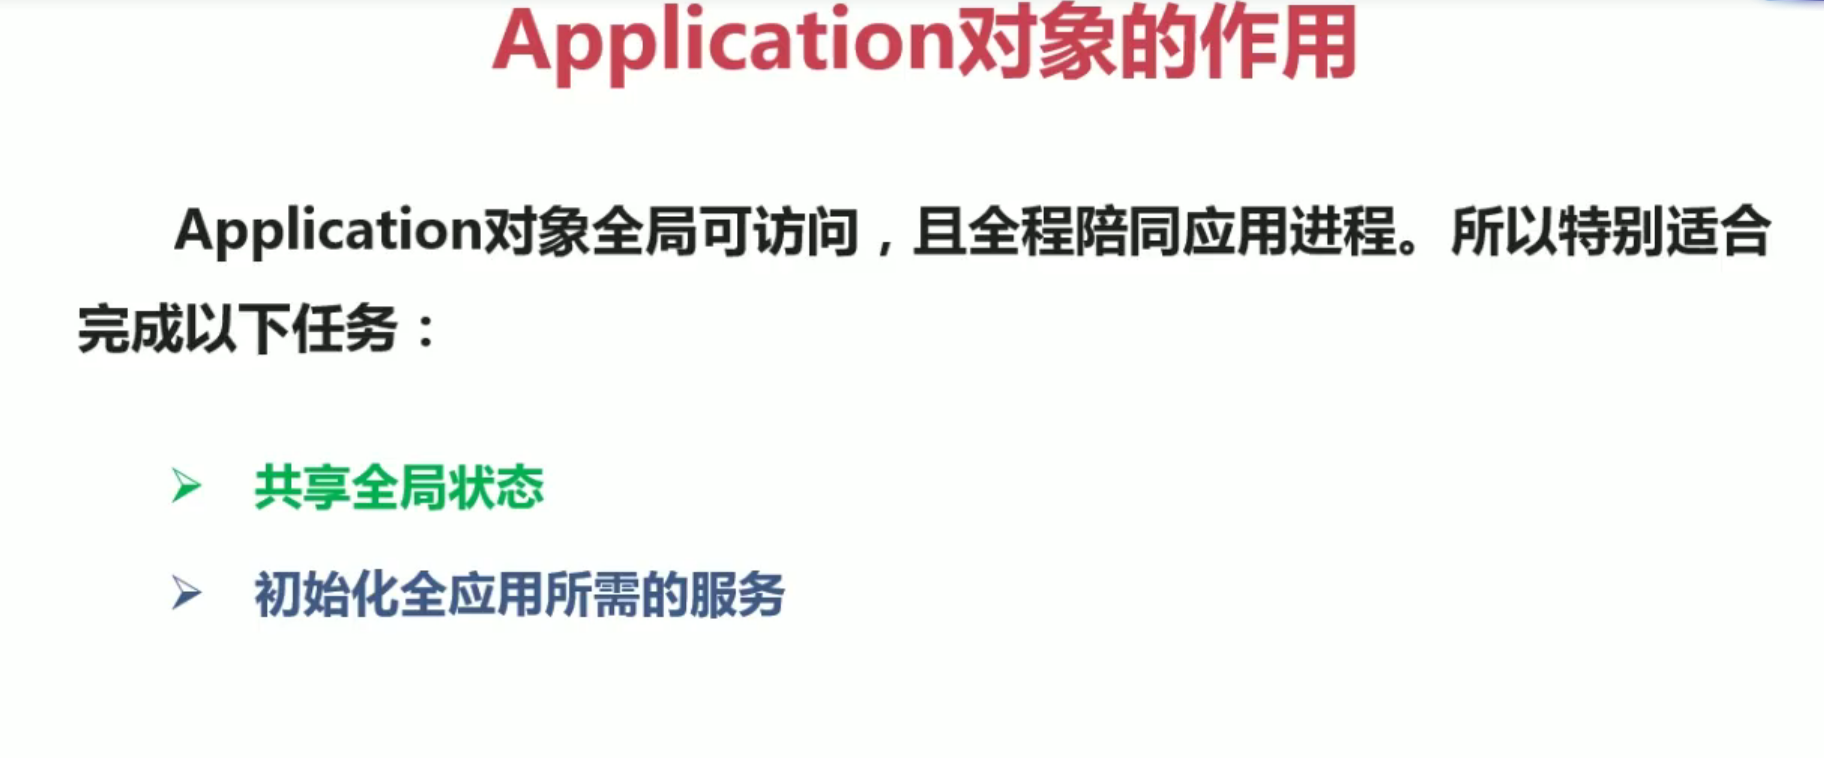 Application对象的作用
Application对象全局可访问，且全程陪同应用进程。所以特别适合
完成以下任务：
共享全局状态
初始化全应用所需的服务